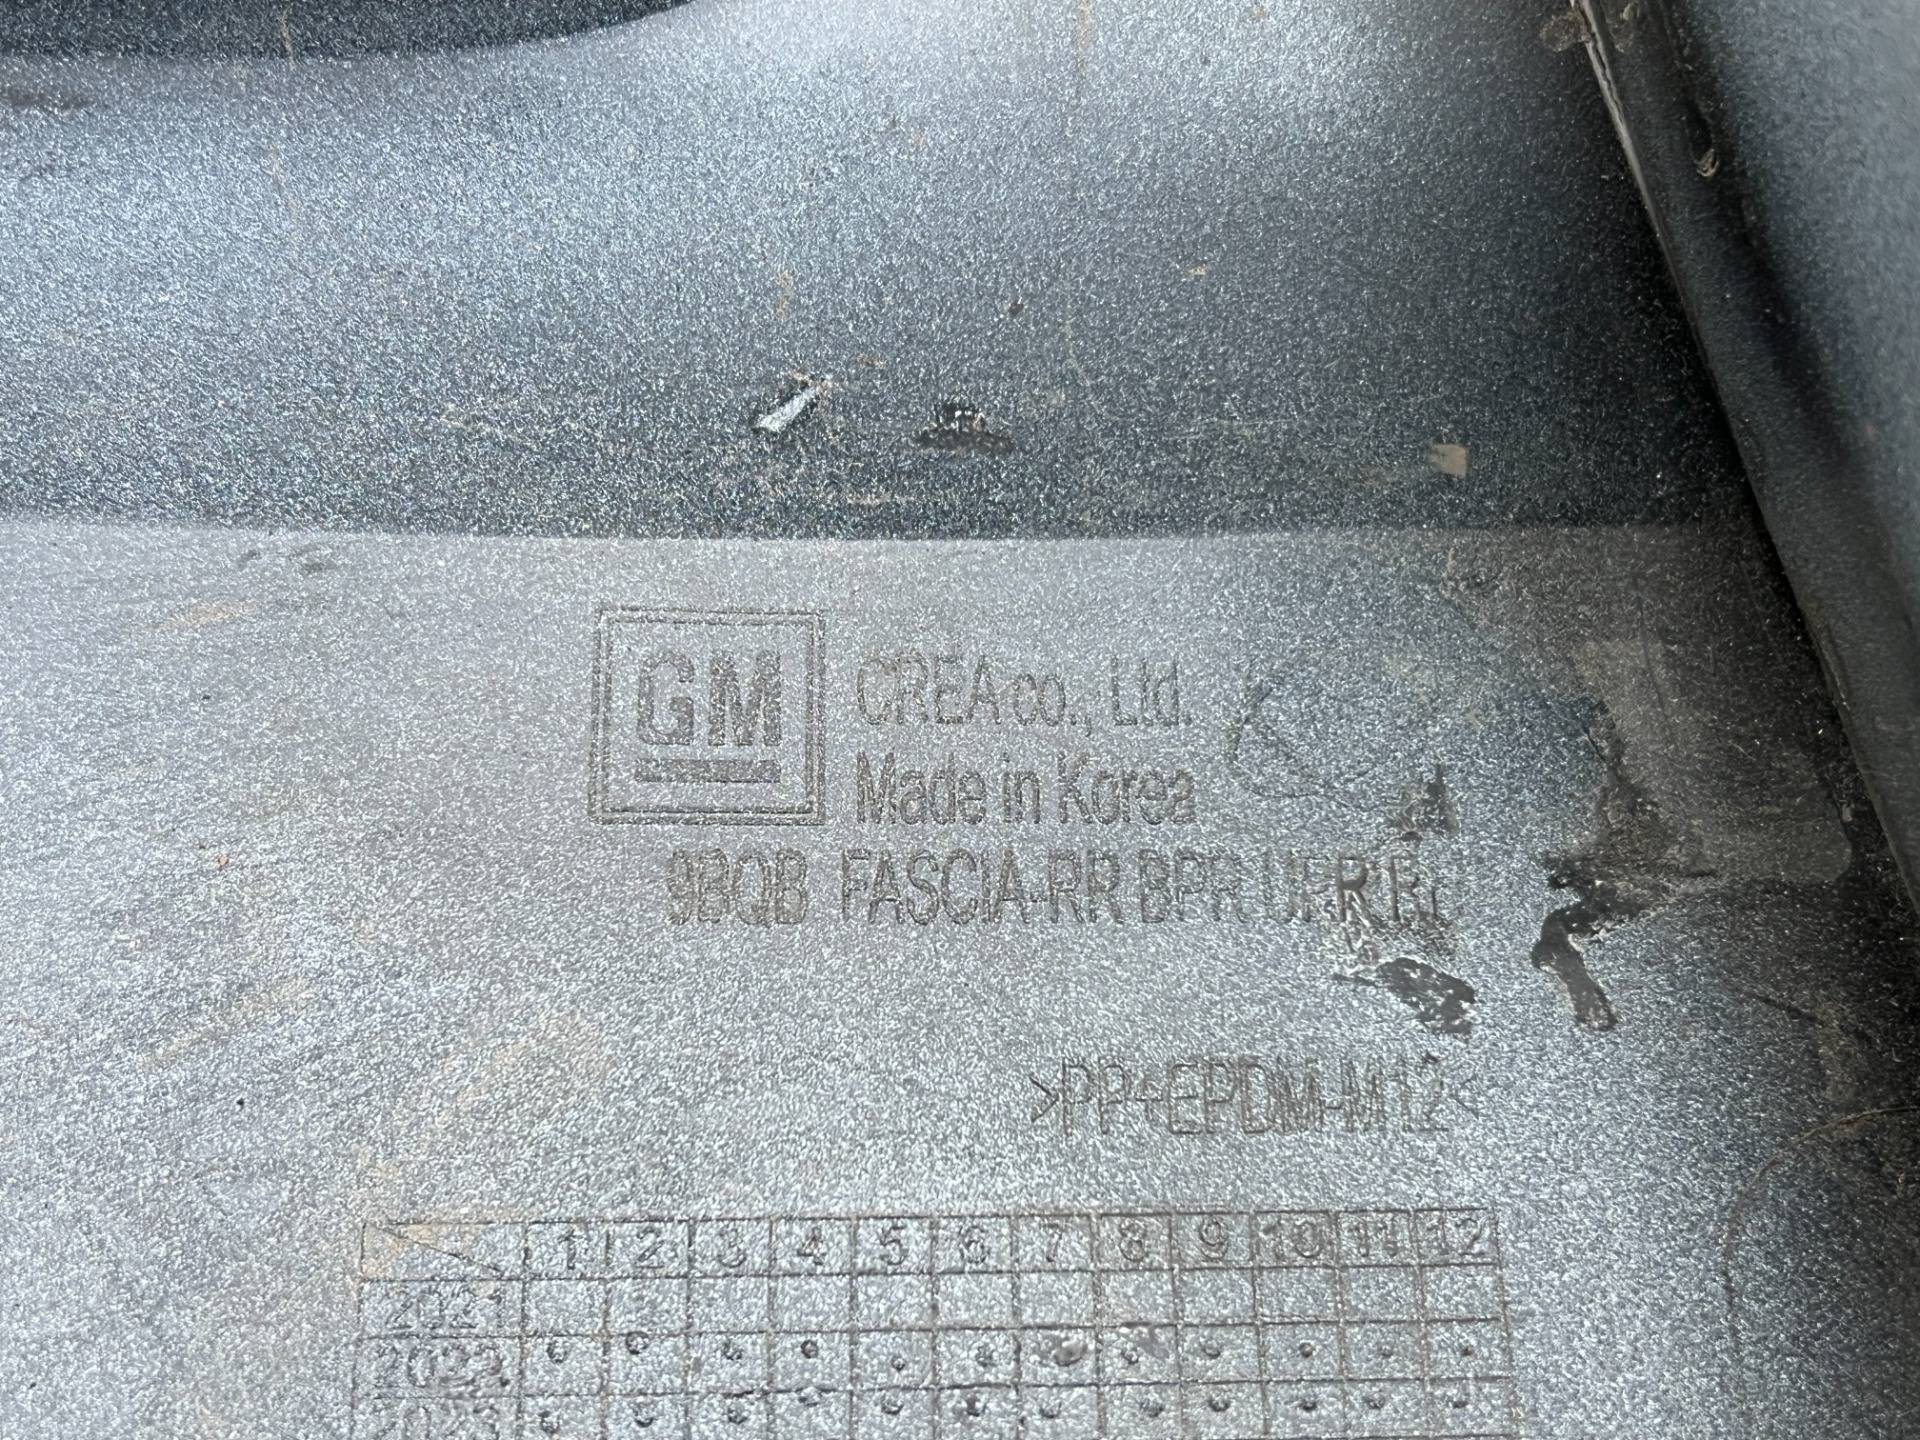 GM
CREA co., Ltd.
Made in Korea
9BQB FASCIA-RR BPR UPR
>PP+EPDM-M12<
1 2 3 4 5 6 7 8 9 10 11 12
2021
2022
2023